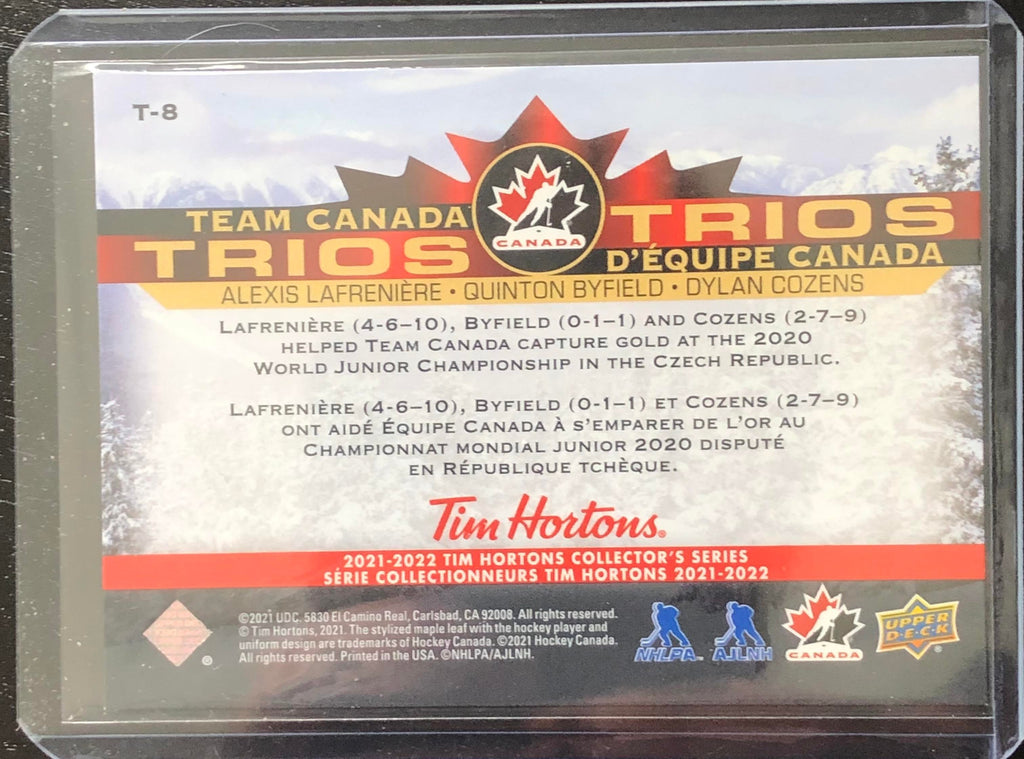 T-8
TEAM CANADA
TRIOS
CANADA
TRIOS
D'ÉQUIPE CANADA
ALEXIS LAFRENIÈRE • QUINTON BYFIELD • DYLAN COZENS
LAFRENIÈRE (4-6–10), BYFIELD (0-1–1) AND COZENS (2-7–9)
HELPED TEAM CANADA CAPTURE GOLD AT THE 2020
WORLD JUNIOR CHAMPIONSHIP IN THE CZECH REPUBLIC.
LAFRENIÈRE (4-6–10), BYFIELD (0-1–1) ET COZENS (2-7–9)
ONT AIDÉ ÉQUIPE CANADA À S'EMPARER DE L'OR AU
CHAMPIONNAT MONDIAL JUNIOR 2020 DISPUTÉ
EN RÉPUBLIQUE TCHÈQUE.
Tim Hortons®
2021-2022 TIM HORTONS COLLECTOR'S SERIES
SÉRIE COLLECTIONNEURS TIM HORTONS 2021-2022
©2021 UDC. 5830 El Camino Real, Carlsbad, CA 92008. All rights reserved.
© Tim Hortons, 2021. The stylized maple leaf with the hockey player and
uniform design are trademarks of Hockey Canada. ©2021 Hockey Canada.
All rights reserved. Printed in the USA. ©NHLPA/AJLNH.
NHLPA
AJLNH
CANADA
UPPER
D·E·C·K